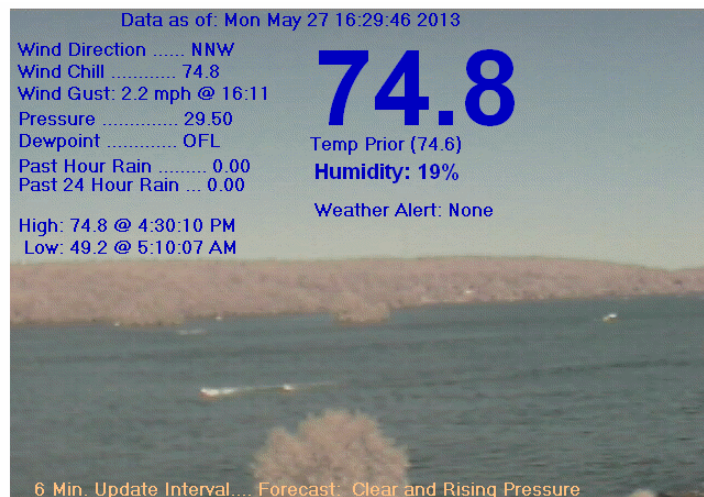 Data as of: Mon May 27 16:29:46 2013
Wind Direction ...... NNW
Wind Chill ............ 74.8
Wind Gust: 2.2 mph @ 16:11
Pressure .............. 29.50
Dewpoint ............. OFL
Past Hour Rain ......... 0.00
Past 24 Hour Rain ... 0.00
High: 74.8 @ 4:30:10 PM
Low: 49.2 @ 5:10:07 AM
74.8
Temp Prior (74.6)
Humidity: 19%
Weather Alert: None
6 Min. Update Interval.... Forecast: Clear and Rising Pressure